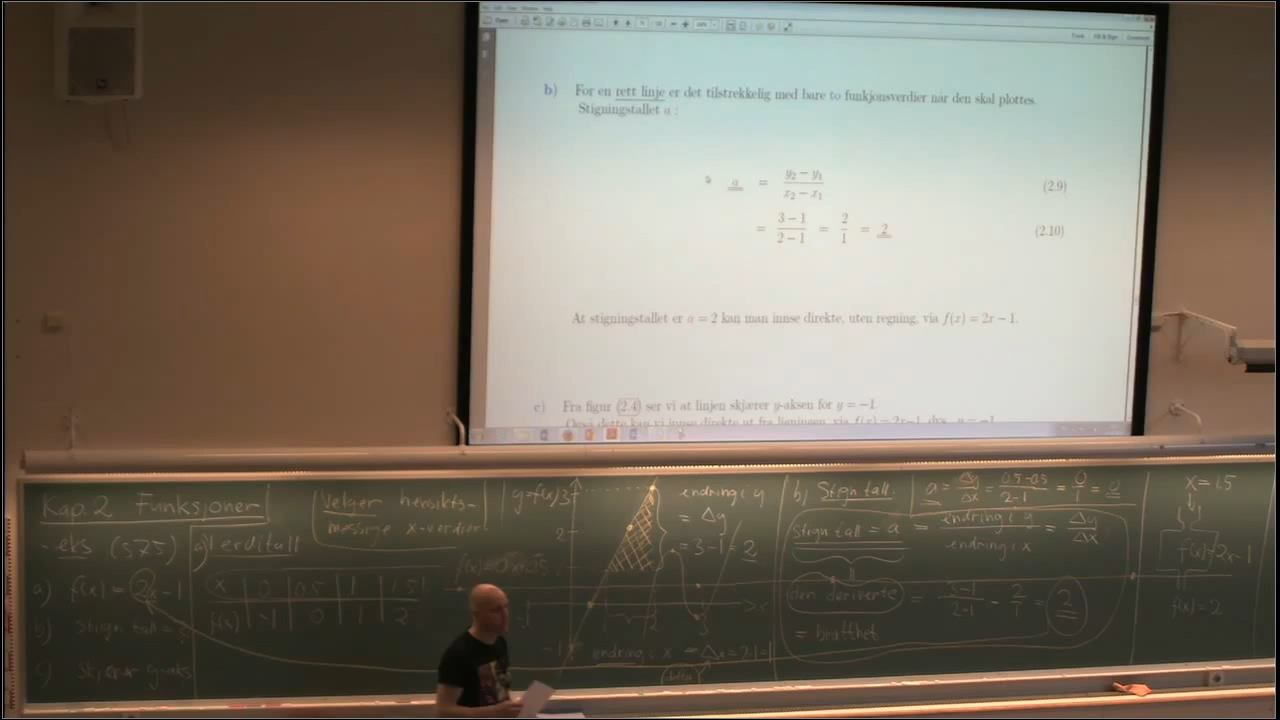 b) For en rett linje er det tilstrekkelig med bare to funkjonsverdier når den skal plottes.
Stigningstallet a :
a = y₂ − y₁ / x₂ − x₁ (2.9)
= 3 − 1 / 2 − 1 = 2 / 1 = 2 (2.10)
At stigningstallet er a = 2 kan man innse direkte, uten regning, via f(x) = 2x − 1.
c) Fra figur (2.4) ser vi at linjen skjærer y-aksen for y = −1.
Kap. 2 Funksjoner
- eks (s 75)
a) f(x) = 2x − 1
b) Stign tall = ?
c)
a) Verditall
x | 0 | 0.5 | 1 | 1.5
f(x) | -1 | 0 | 1 | 2
Velger hensikts-
messige x-verdier
y=f(x) 3
2
endring i y
= Δy
= 3-1 = 2
endring i x = Δx = 2-1 = 1
b) Stign tall.
a = Δy / Δx = 0.5-0.5 / 2-1 = 0 / 1 = 0
Stign tall = a = endring i y / endring i x = Δy / Δx
den deriverte = 3-1 / 2-1 = 2 / 1 = 2
= bratthet
x = 1.5
f(x) = 2x-1
f(x) = 2